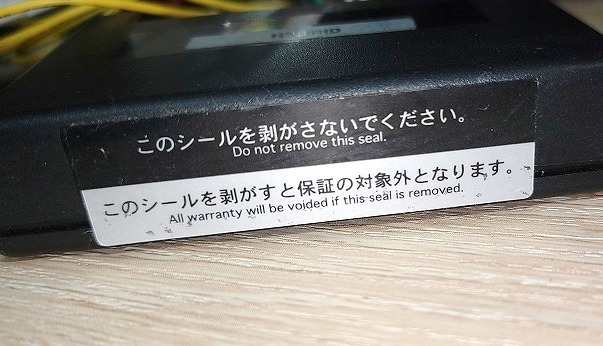 このシールを剥がさないでください。
Do not remove this seal.
このシールを剥がすと保証の対象外となります。
All warranty will be voided if this seal is removed.